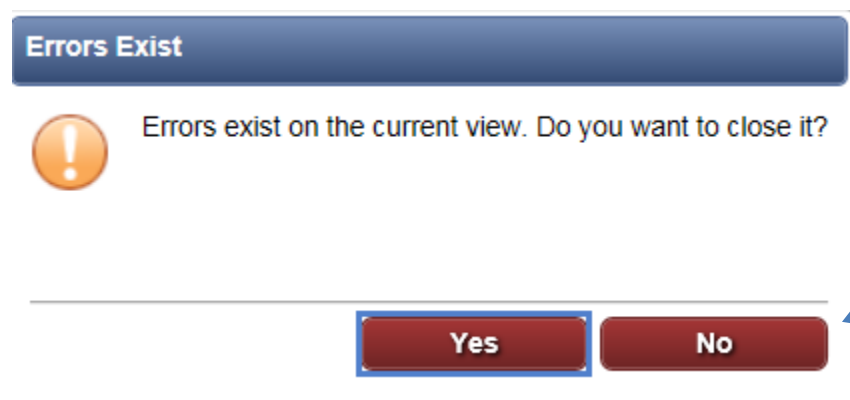 Errors Exist
Errors exist on the current view. Do you want to close it?
Yes
No